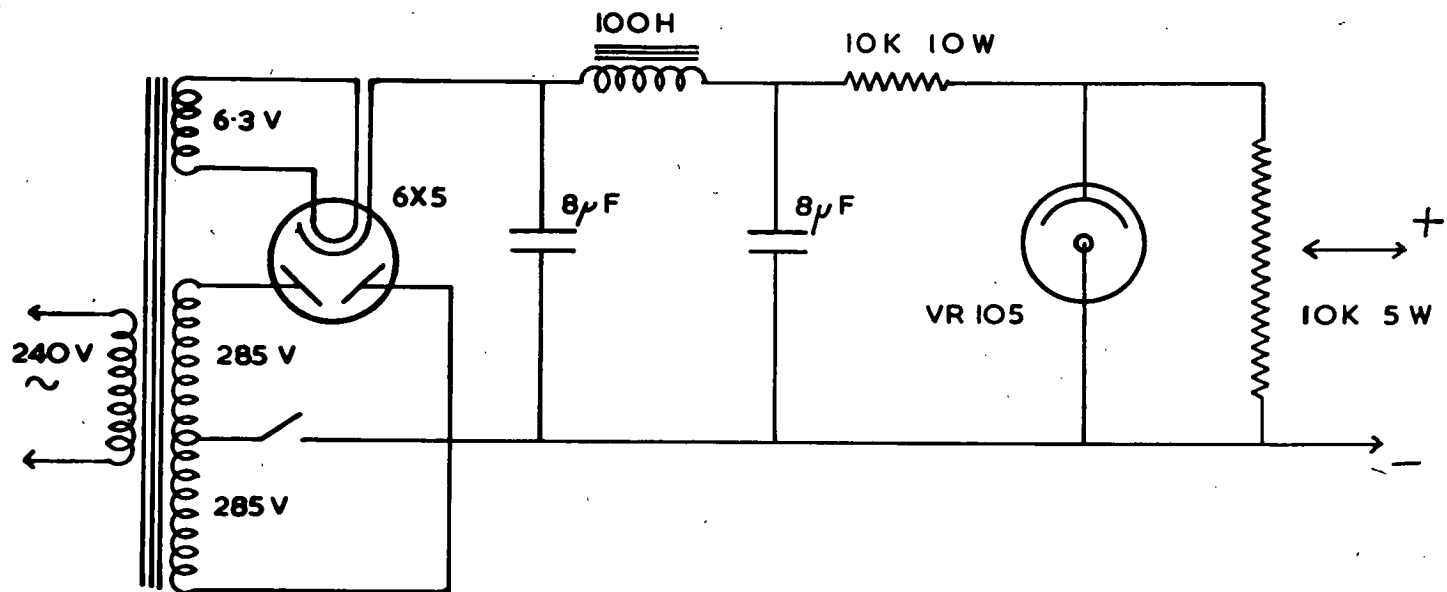 100H
10K 10W
6·3 V
6X5
8µF
8µF
+
VR 105
10K 5W
240V
~
285 V
285 V
−